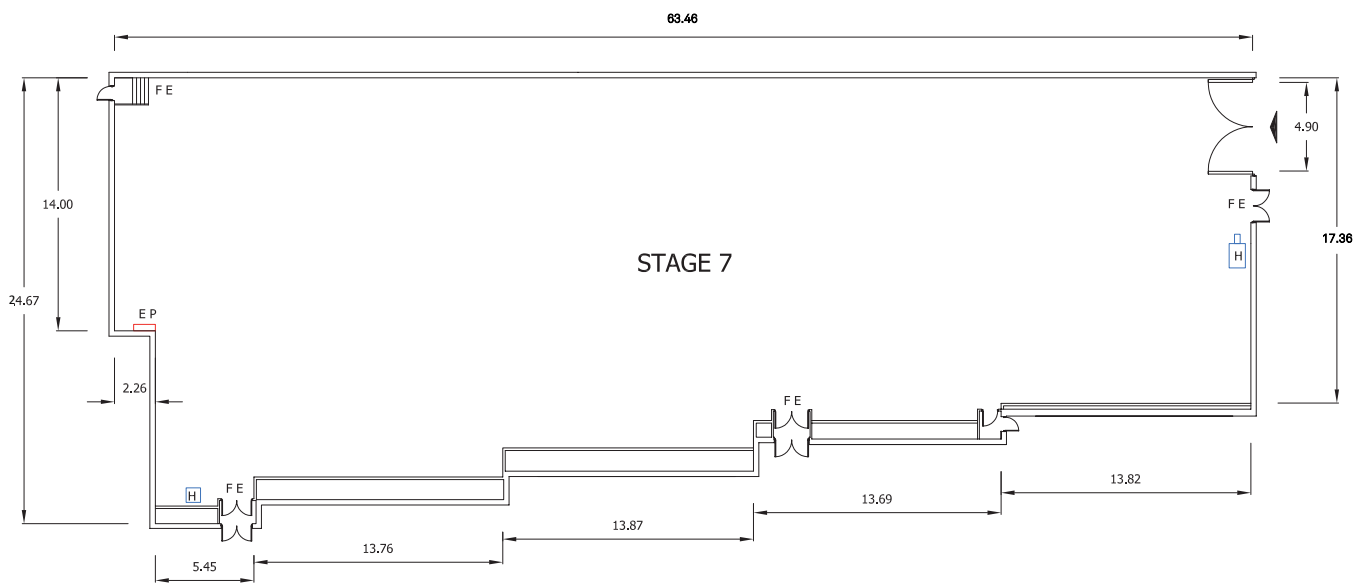 63.46
F E
4.90
14.00
F E
17.36
STAGE 7
H
24.67
E P
2.26
F E
13.82
H
F E
13.69
13.87
13.76
5.45